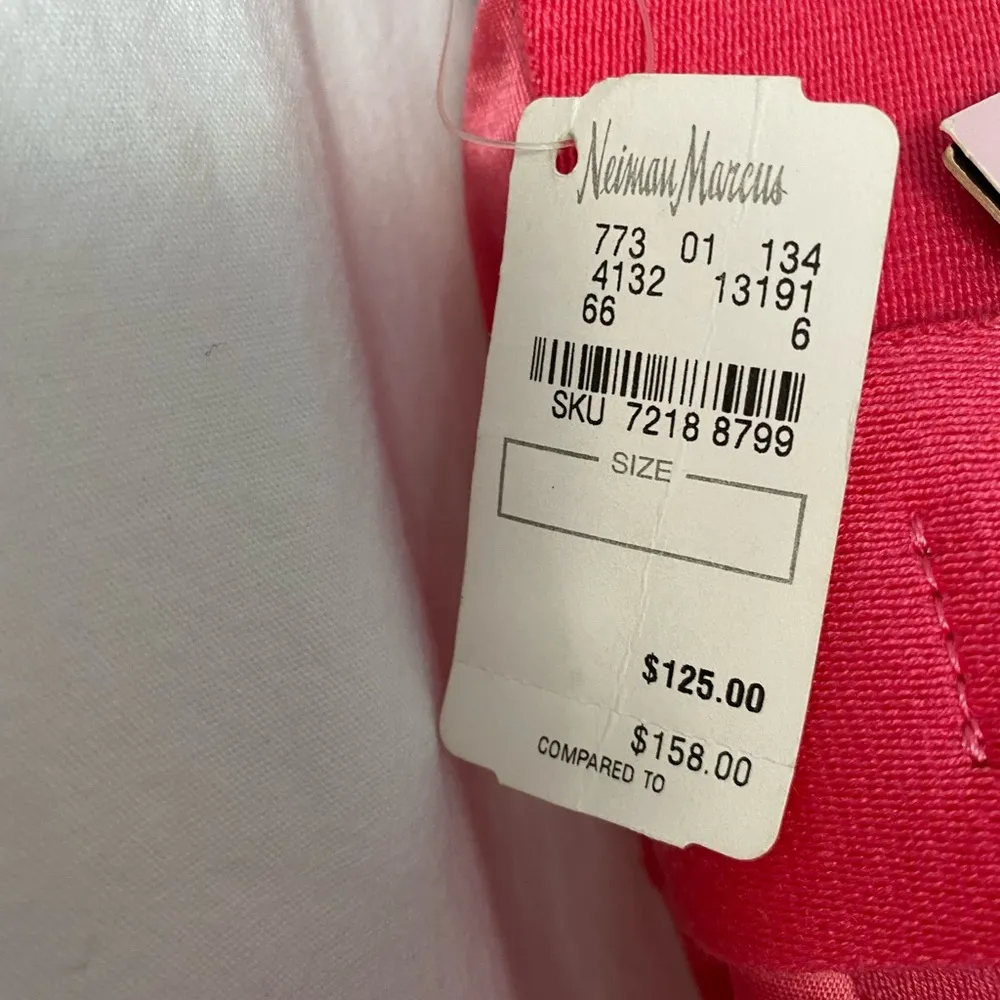 Neiman Marcus
773 01 134
4132 13191
66 6
SKU 7218 8799
SIZE
$125.00
$158.00
COMPARED TO